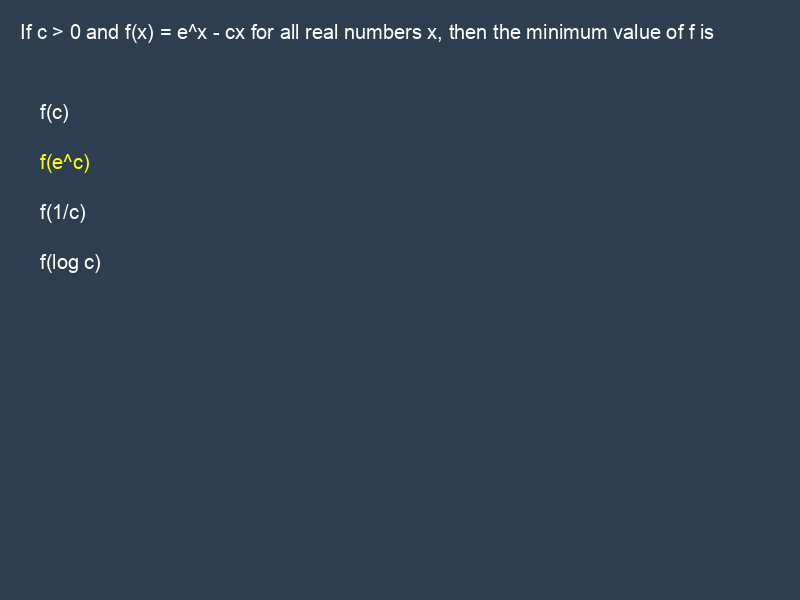 If c > 0 and f(x) = e^x - cx for all real numbers x, then the minimum value of f is
f(c)
f(e^c)
f(1/c)
f(log c)